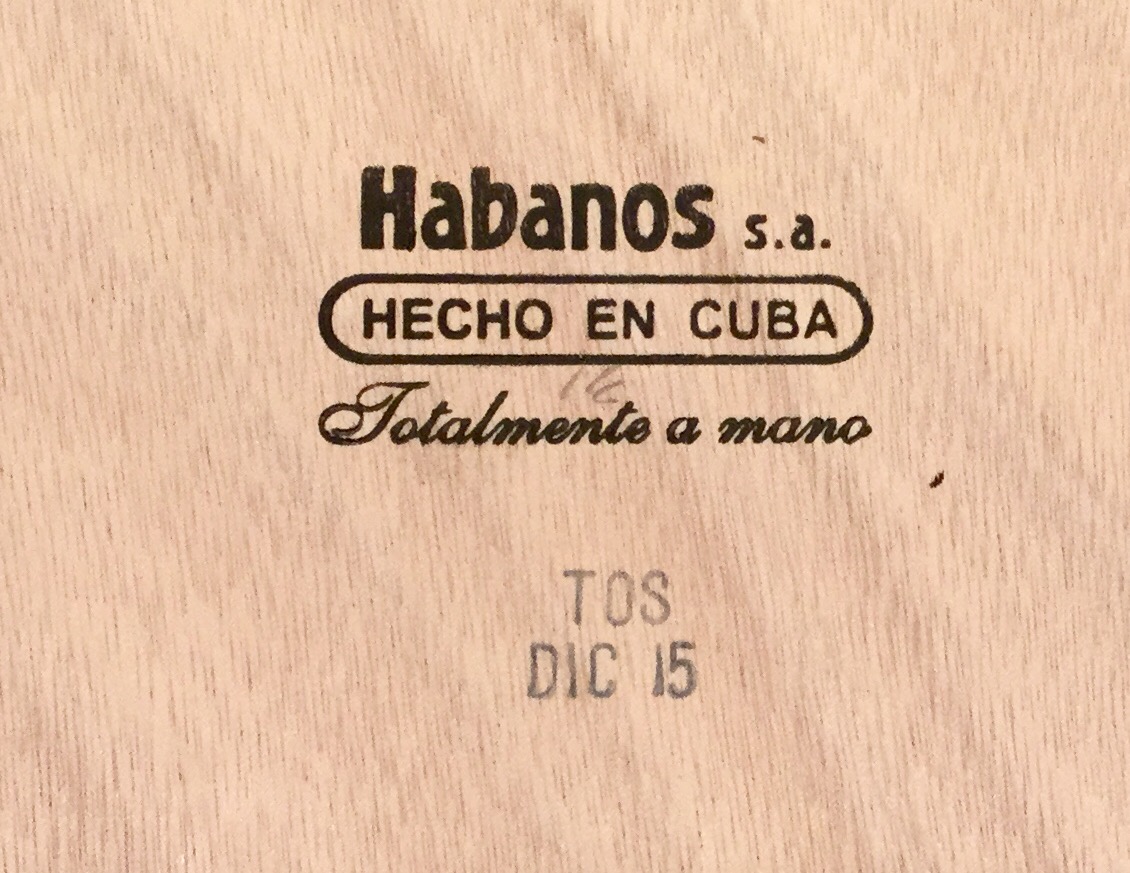 Habanos s.a.
HECHO EN CUBA
Totalmente a mano
TOS
DIC 15